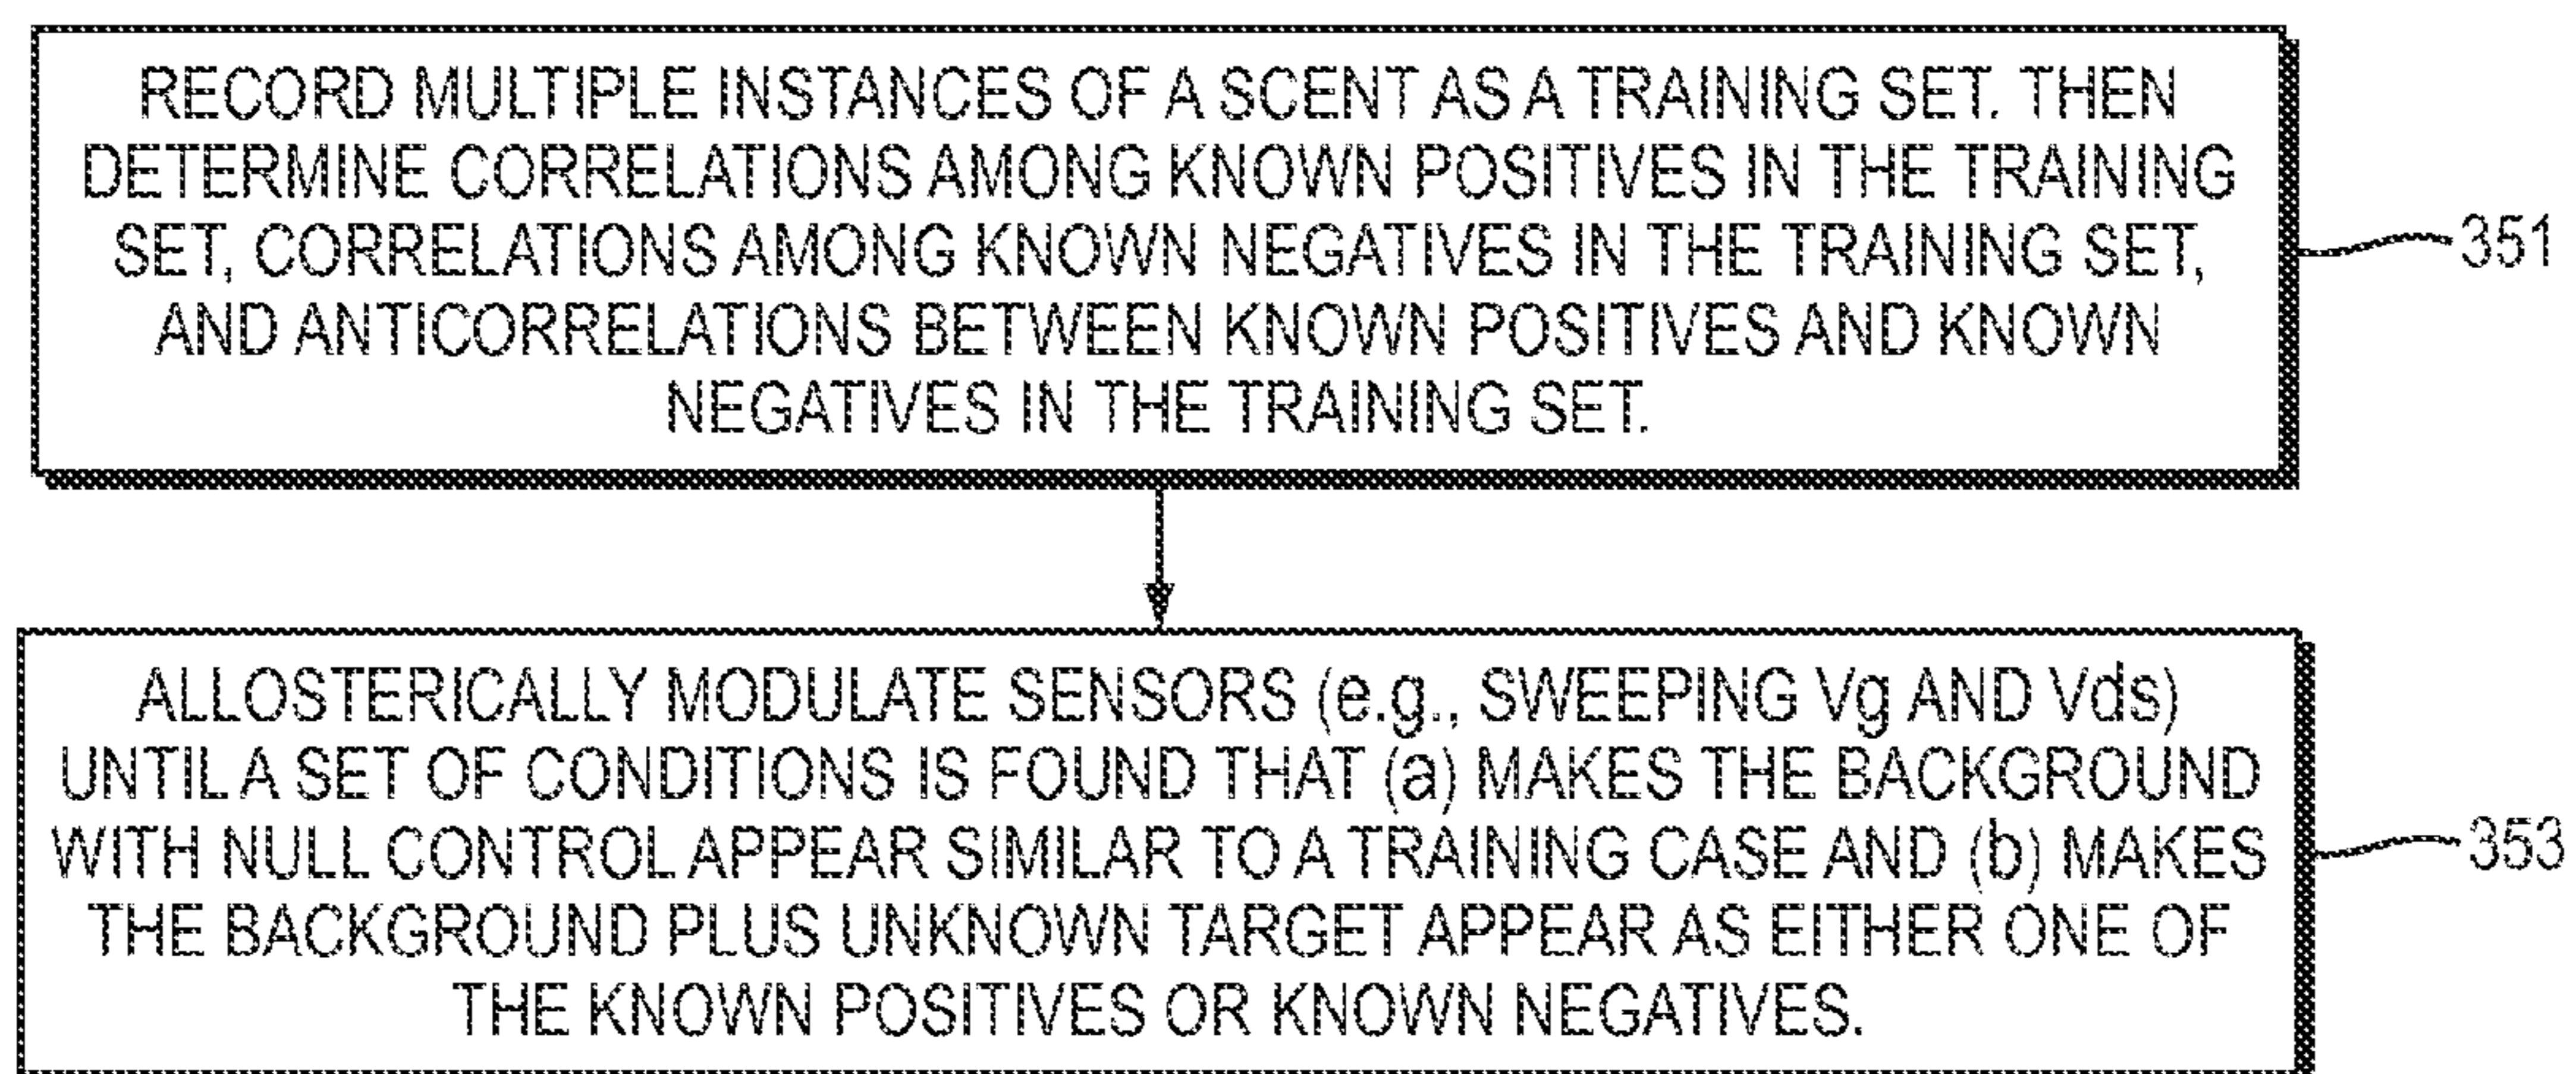 RECORD MULTIPLE INSTANCES OF A SCENT AS A TRAINING SET. THEN
DETERMINE CORRELATIONS AMONG KNOWN POSITIVES IN THE TRAINING
SET, CORRELATIONS AMONG KNOWN NEGATIVES IN THE TRAINING SET,
AND ANTICORRELATIONS BETWEEN KNOWN POSITIVES AND KNOWN
NEGATIVES IN THE TRAINING SET.
351
ALLOSTERICALLY MODULATE SENSORS (e.g., SWEEPING Vg AND Vds)
UNTIL A SET OF CONDITIONS IS FOUND THAT (a) MAKES THE BACKGROUND
WITH NULL CONTROL APPEAR SIMILAR TO A TRAINING CASE AND (b) MAKES
THE BACKGROUND PLUS UNKNOWN TARGET APPEAR AS EITHER ONE OF
THE KNOWN POSITIVES OR KNOWN NEGATIVES.
353